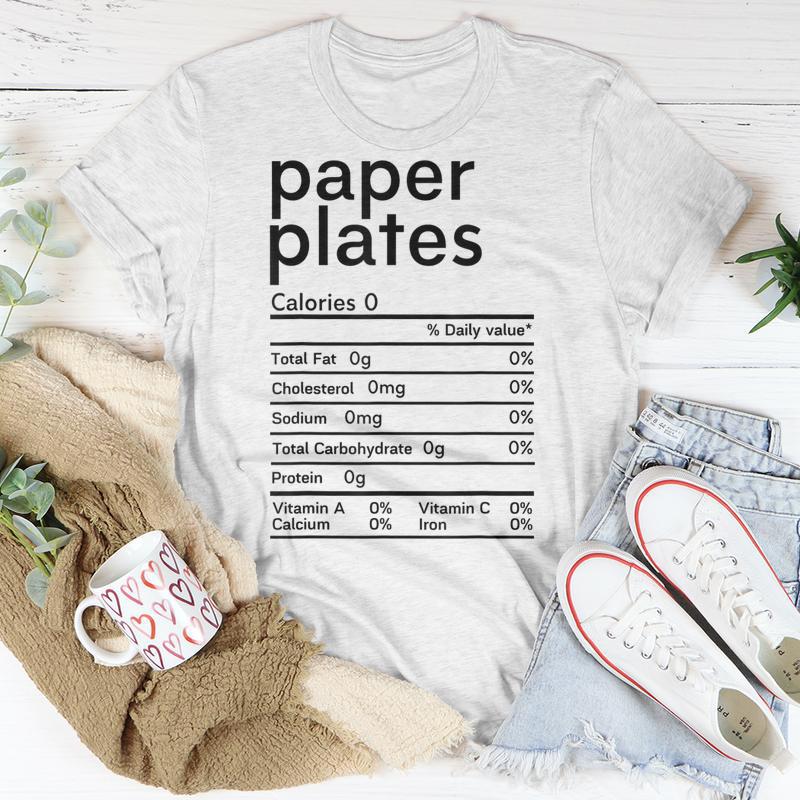 paper
plates
Calories 0
% Daily value*
Total Fat 0g 0%
Cholesterol 0mg 0%
Sodium 0mg 0%
Total Carbohydrate 0g 0%
Protein 0g
Vitamin A 0% Vitamin C 0%
Calcium 0% Iron 0%